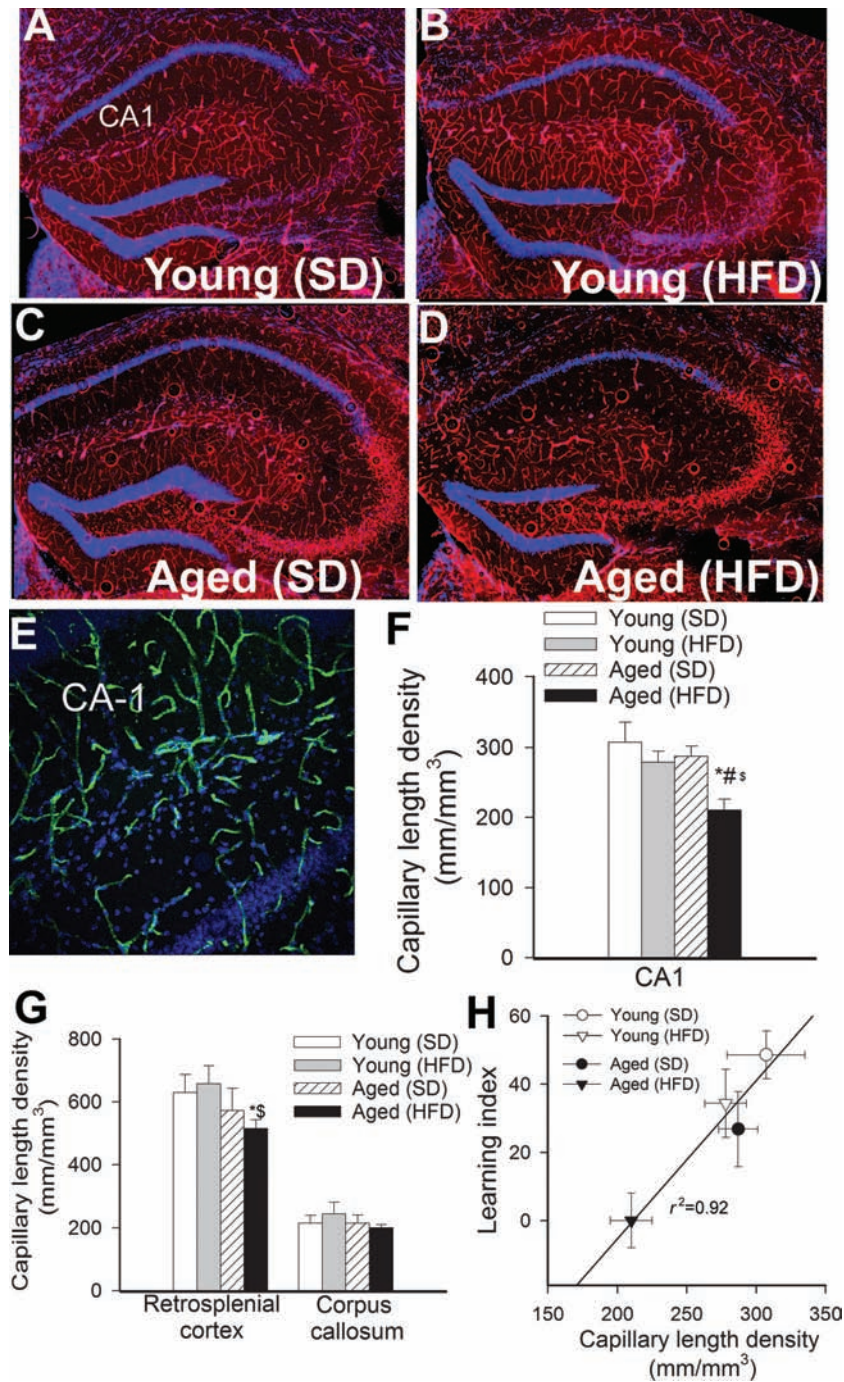 A
CA1
Young (SD)
B
Young (HFD)
C
Aged (SD)
D
Aged (HFD)
E
CA-1
F
Young (SD)
Young (HFD)
Aged (SD)
Aged (HFD)
Capillary length density
(mm/mm³)
400
300
200
100
0
*#$
CA1
G
Capillary length density
(mm/mm³)
800
600
400
200
0
Young (SD)
Young (HFD)
Aged (SD)
Aged (HFD)
*$
Retrosplenial
cortex
Corpus
callosum
H
Young (SD)
Young (HFD)
Aged (SD)
Aged (HFD)
Learning index
60
40
20
0
r²=0.92
150 200 250 300 350
Capillary length density
(mm/mm³)